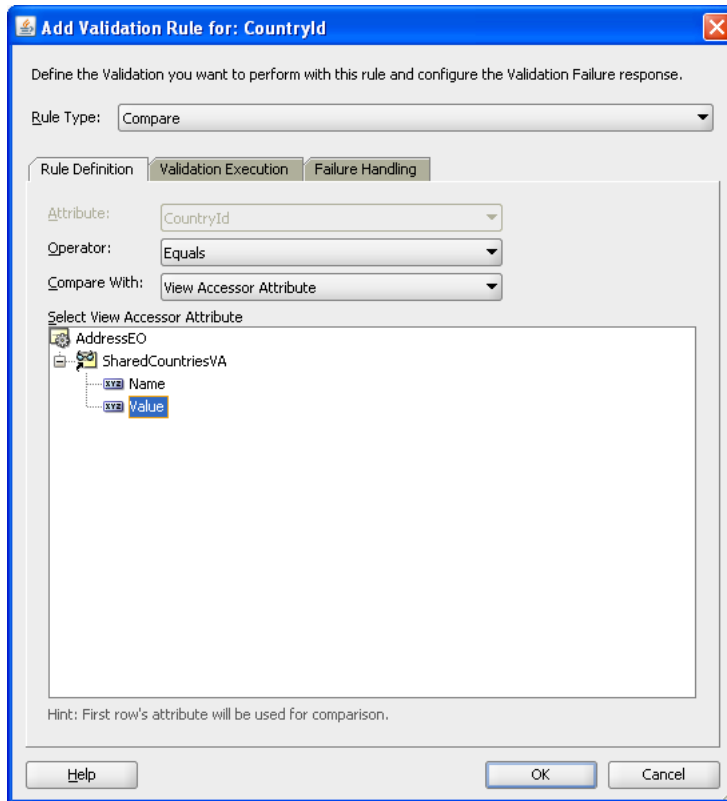 Add Validation Rule for: CountryId
Define the Validation you want to perform with this rule and configure the Validation Failure response.
Rule Type: Compare
Rule Definition Validation Execution Failure Handling
Attribute: CountryId
Operator: Equals
Compare With: View Accessor Attribute
Select View Accessor Attribute
AddressEO
SharedCountriesVA
xyz Name
xyz Value
Hint: First row's attribute will be used for comparison.
Help OK Cancel